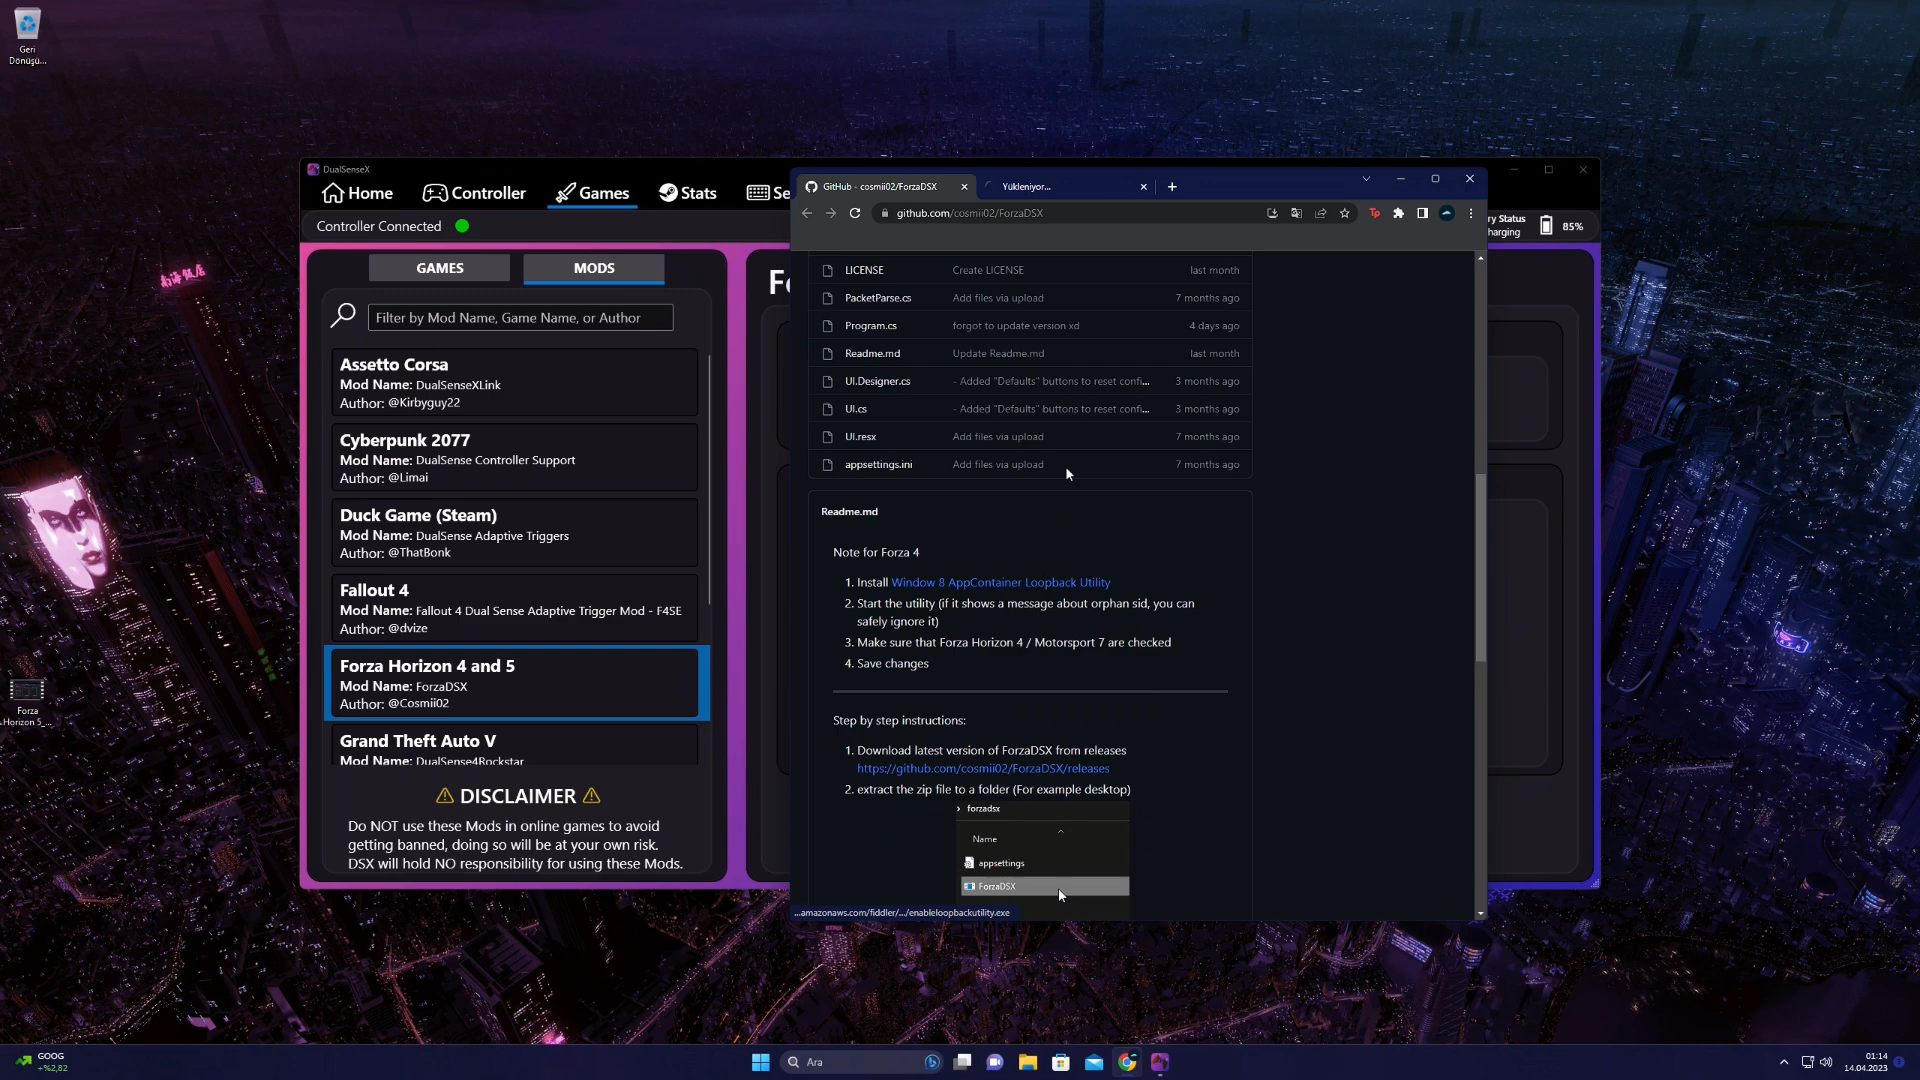 Geri
Dönüşü...
DualSenseX
Home
Controller
Games
Stats
Se
Controller Connected
ry Status
harging
85%
GAMES
MODS
Filter by Mod Name, Game Name, or Author
Assetto Corsa
Mod Name: DualSenseXLink
Author: @Kirbyguy22
Cyberpunk 2077
Mod Name: DualSense Controller Support
Author: @Limai
Duck Game (Steam)
Mod Name: DualSense Adaptive Triggers
Author: @ThatBonk
Fallout 4
Mod Name: Fallout 4 Dual Sense Adaptive Trigger Mod - F4SE
Author: @dvize
Forza Horizon 4 and 5
Mod Name: ForzaDSX
Author: @Cosmii02
Grand Theft Auto V
Mod Name: DualSense4Rockstar
DISCLAIMER
Do NOT use these Mods in online games to avoid
getting banned, doing so will be at your own risk.
DSX will hold NO responsibility for using these Mods.
Fo
GitHub - cosmii02/ForzaDSX
Yükleniyor...
github.com/cosmii02/ForzaDSX
Tp
LICENSE Create LICENSE last month
PacketParse.cs Add files via upload 7 months ago
Program.cs forgot to update version xd 4 days ago
Readme.md Update Readme.md last month
UI.Designer.cs - Added "Defaults" buttons to reset confi... 3 months ago
UI.cs - Added "Defaults" buttons to reset confi... 3 months ago
UI.resx Add files via upload 7 months ago
appsettings.ini Add files via upload 7 months ago
Readme.md
Note for Forza 4
1. Install Window 8 AppContainer Loopback Utility
2. Start the utility (if it shows a message about orphan sid, you can
safely ignore it)
3. Make sure that Forza Horizon 4 / Motorsport 7 are checked
4. Save changes
Step by step instructions:
1. Download latest version of ForzaDSX from releases
https://github.com/cosmii02/ForzaDSX/releases
2. extract the zip file to a folder (For example desktop)
forzadsx
Name
appsettings
ForzaDSX
...amazonaws.com/fiddler/.../enableloopbackutility.exe
Forza
Horizon 5_...
GOOG
+%2,82
Ara
01:14
14.04.2023